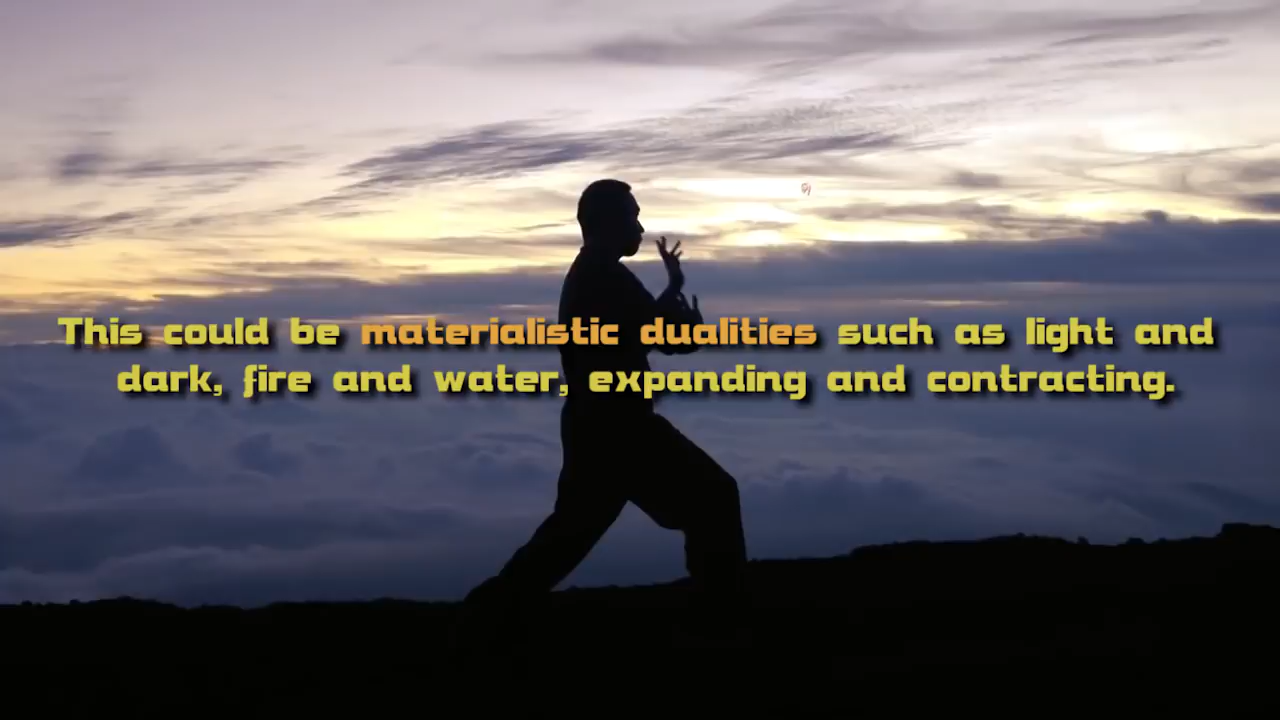 This could be materialistic dualities such as light and
dark, fire and water, expanding and contracting.